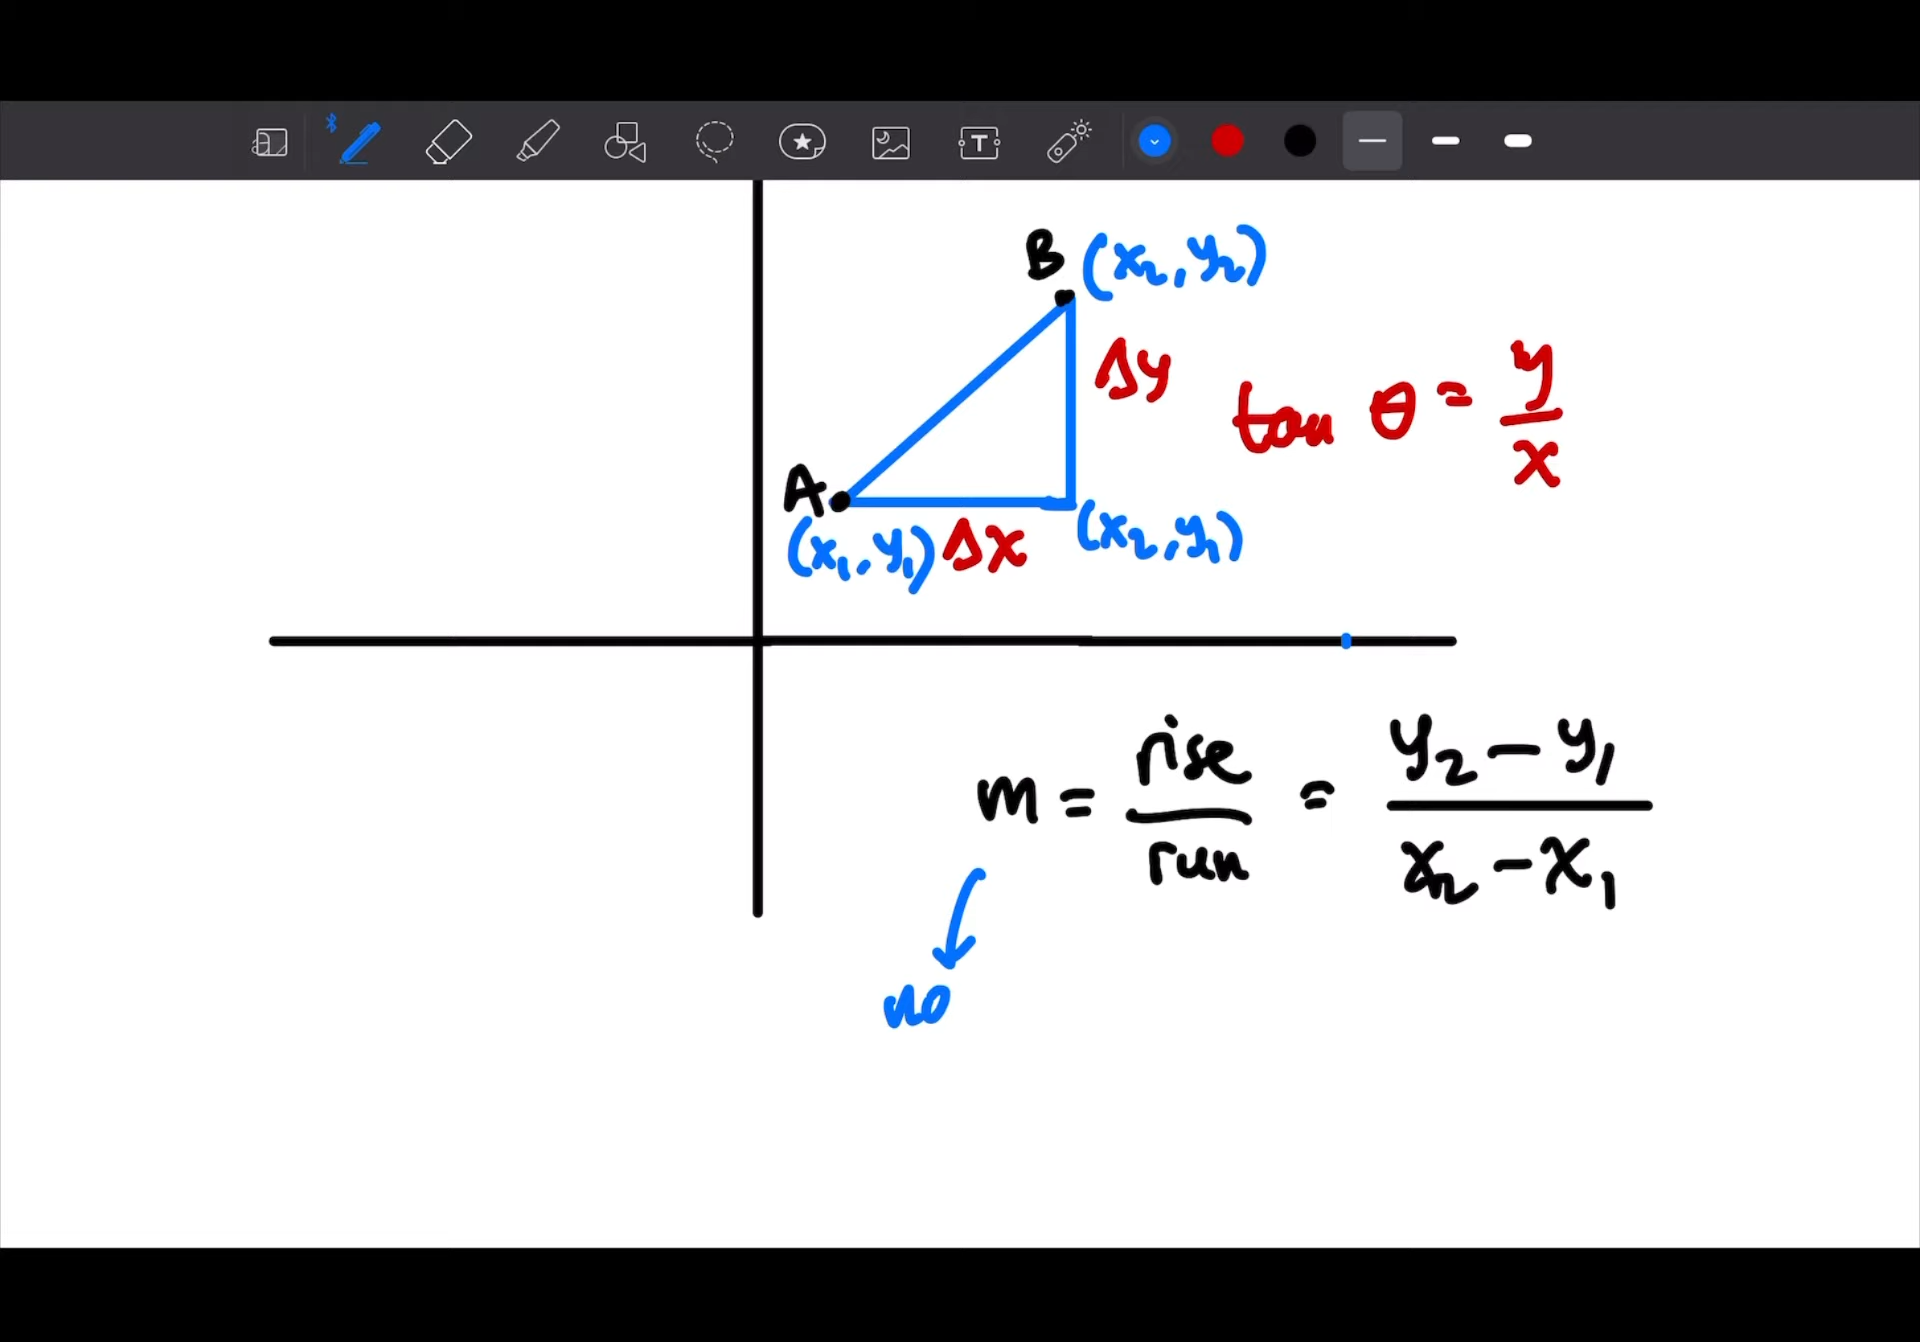 B (x₂, y₂)
Δy
tan θ = y/x
A
(x₁, y₁) Δx (x₂, y₁)
m = rise/run = y₂ - y₁/x₂ - x₁
no